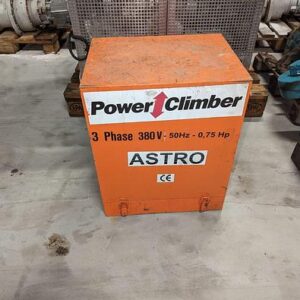 Power Climber
3 Phase 380V - 50Hz - 0,75 Hp
ASTRO
CE